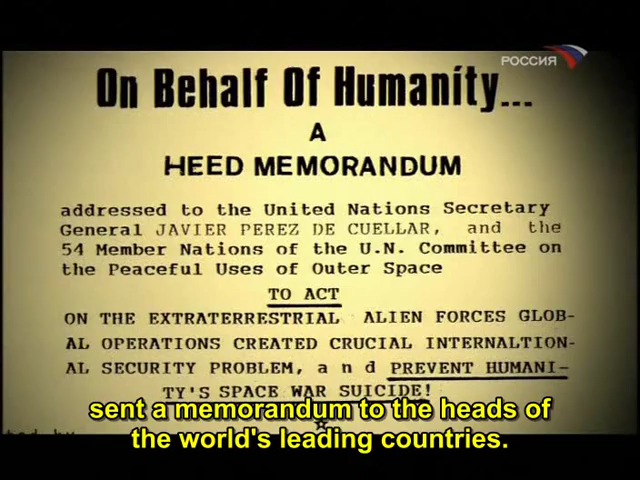 РОССИЯ
On Behalf Of Humanity...
A
HEED MEMORANDUM
addressed to the United Nations Secretary
General JAVIER PEREZ DE CUELLAR, and the
54 Member Nations of the U.N. Committee on
the Peaceful Uses of Outer Space
TO ACT
ON THE EXTRATERRESTRIAL ALIEN FORCES GLOB-
AL OPERATIONS CREATED CRUCIAL INTERNALTION-
AL SECURITY PROBLEM, and PREVENT HUMANI-
TY'S SPACE WAR SUICIDE!
sent a memorandum to the heads of
the world's leading countries.